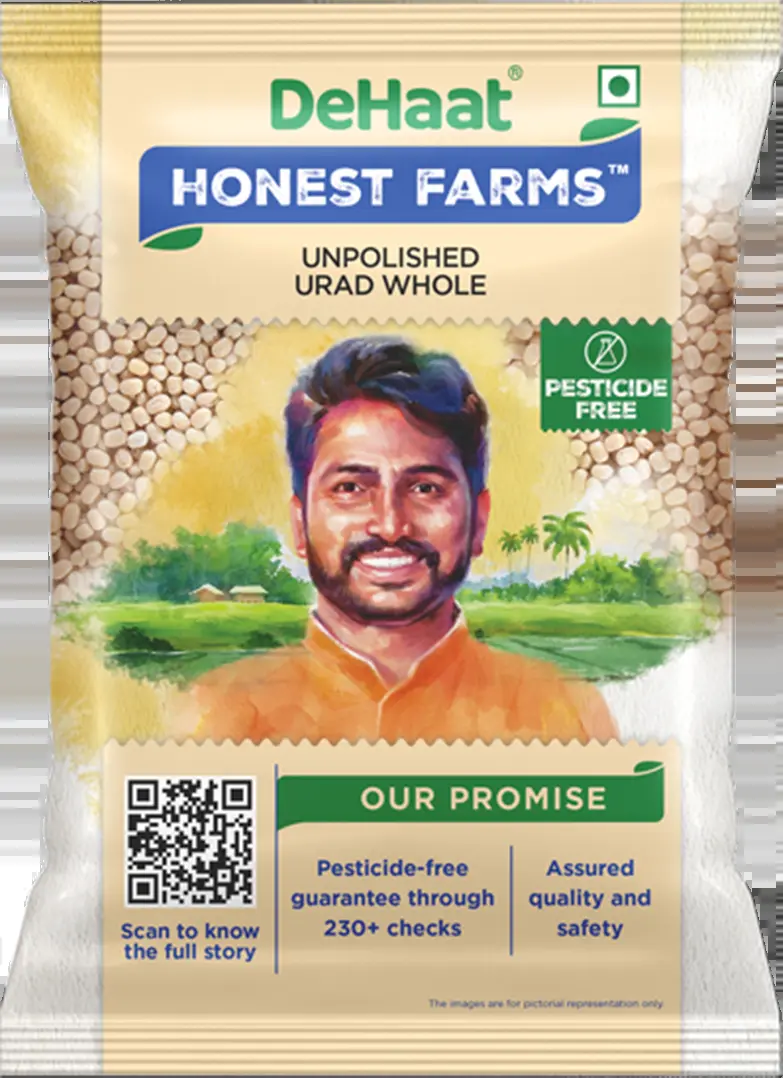 DeHaat®
HONEST FARMS™
UNPOLISHED
URAD WHOLE
PESTICIDE
FREE
OUR PROMISE
Scan to know
the full story
Pesticide-free
guarantee through
230+ checks
Assured
quality and
safety
The images are for pictorial representation only.